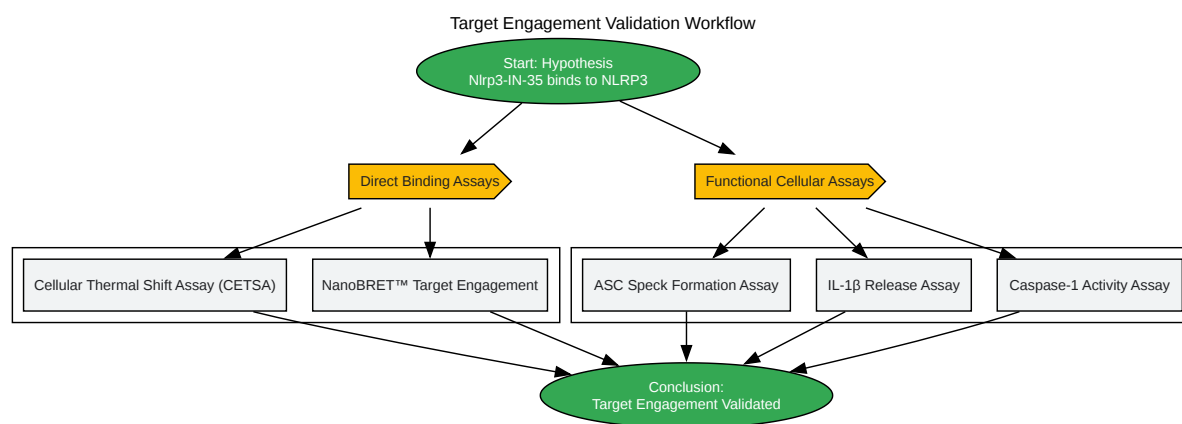 Target Engagement Validation Workflow
Start: Hypothesis
Nlrp3-IN-35 binds to NLRP3
Direct Binding Assays
Functional Cellular Assays
Cellular Thermal Shift Assay (CETSA)
NanoBRET™ Target Engagement
ASC Speck Formation Assay
IL-1β Release Assay
Caspase-1 Activity Assay
Conclusion:
Target Engagement Validated